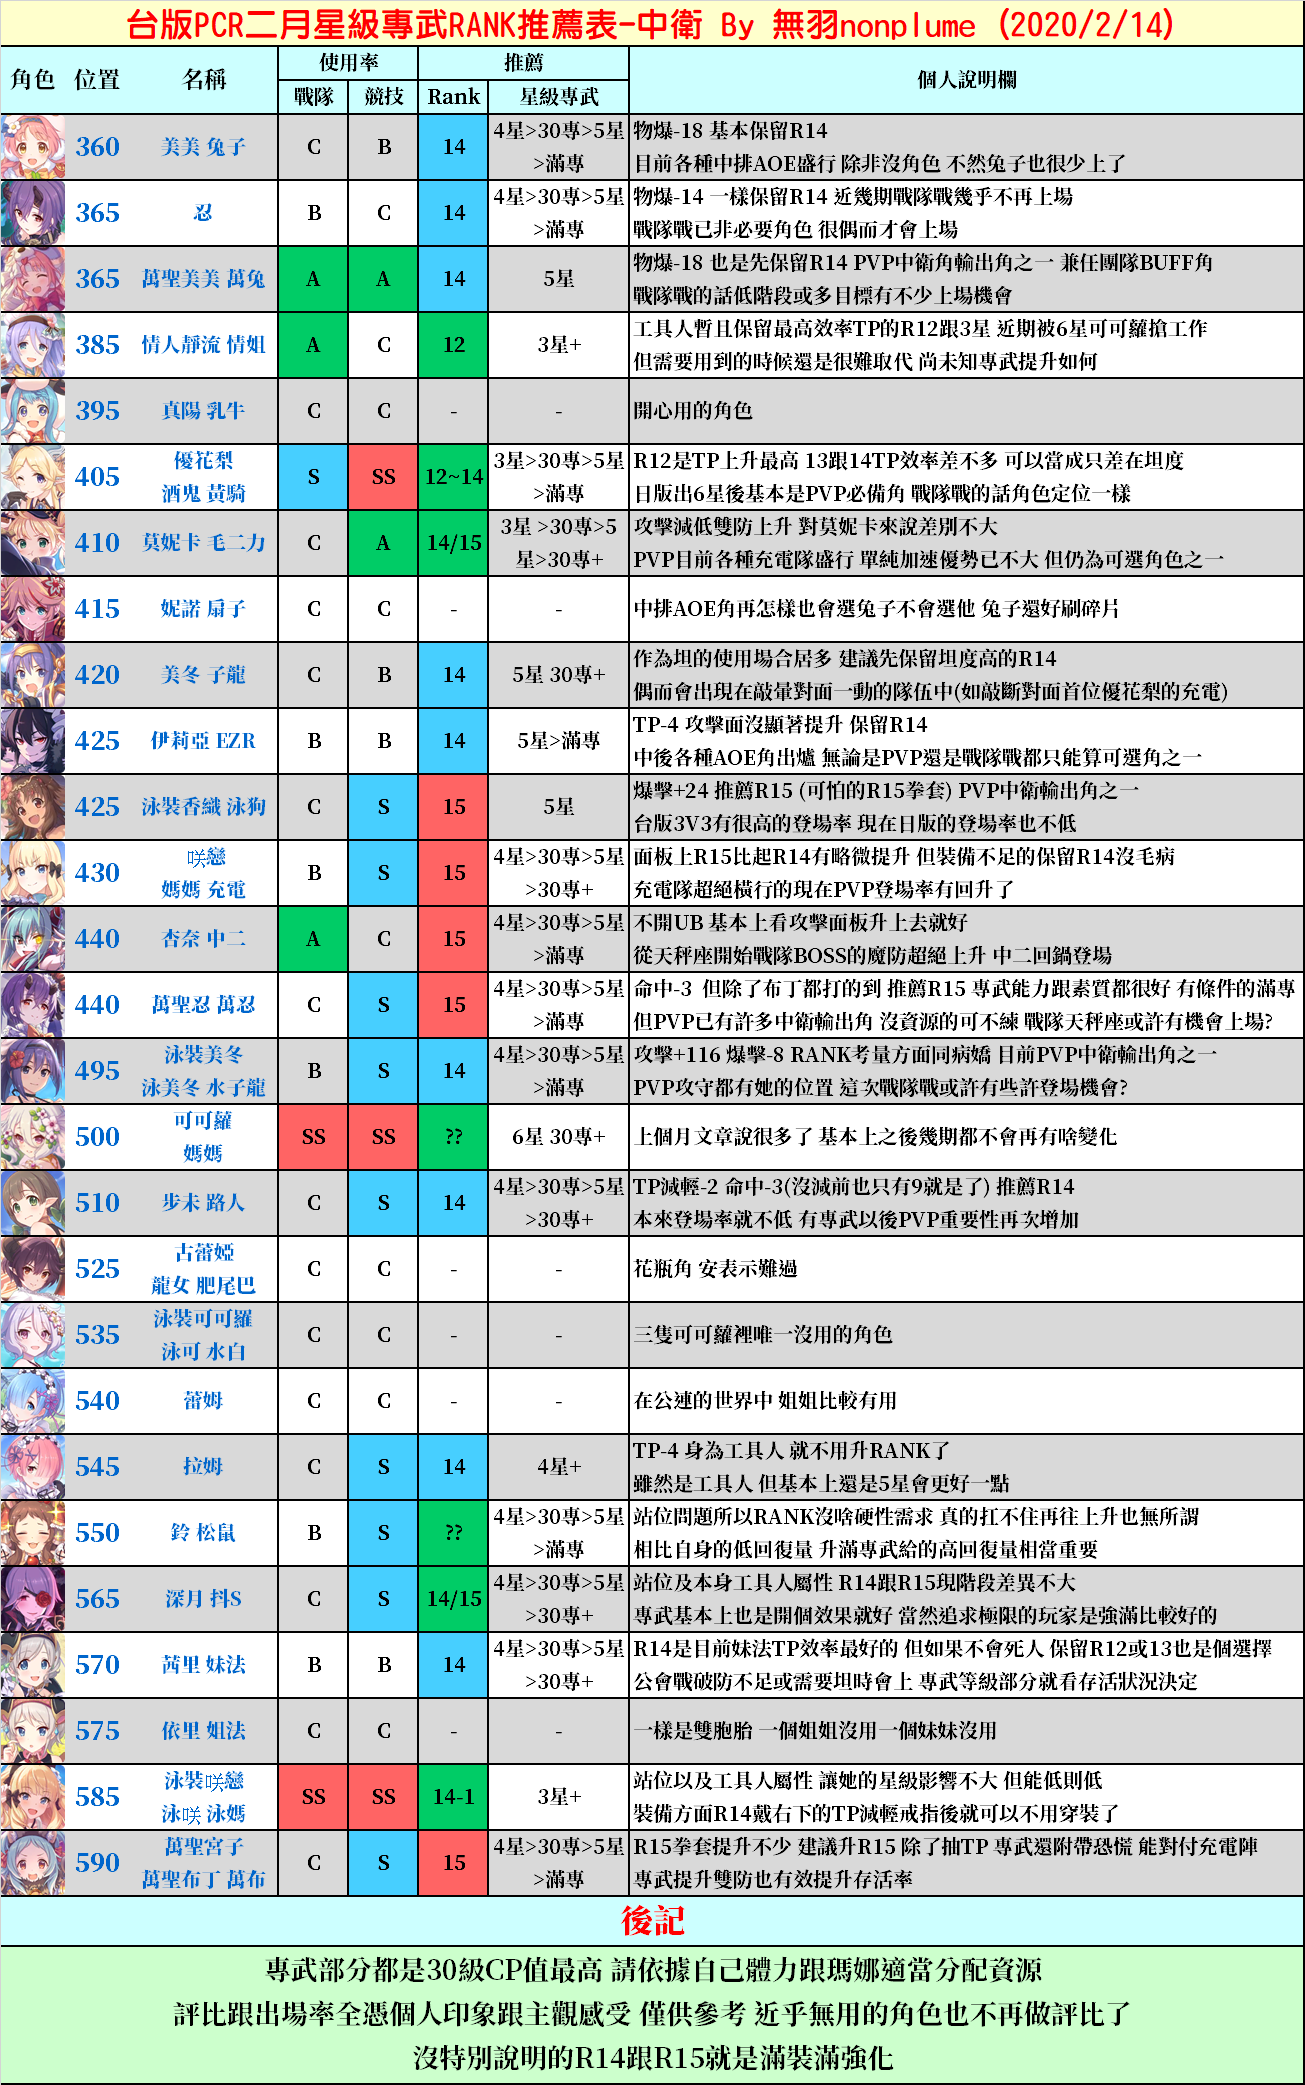 台版PCR二月星級專武RANK推薦表-中衛 By 無羽nonplume (2020/2/14)
角色 位置 名稱 使用率 推薦 個人說明欄
戰隊 競技 Rank 星級專武
360 美美 兔子 C B 14 4星>30專>5星 物爆-18 基本保留R14
>滿專 目前各種中排AOE盛行 除非沒角色 不然兔子也很少上了
365 忍 B C 14 4星>30專>5星 物爆-14 一樣保留R14 近幾期戰隊戰幾乎不再上場
>滿專 戰隊戰已非必要角色 很偶而才會上場
365 萬聖美美 萬兔 A A 14 5星 物爆-18 也是先保留R14 PVP中衛角輸出角之一 兼任團隊BUFF角
戰隊戰的話低階段或多目標有不少上場機會
385 情人靜流 情姐 A C 12 3星+ 工具人暫且保留最高效率TP的R12跟3星 近期被6星可可蘿搶工作
但需要用到的時候還是很難取代 尚未知專武提升如何
395 真陽 乳牛 C C - - 開心用的角色
405 優花梨 S SS 12~14 3星>30專>5星 R12是TP上升最高 13跟14TP效率差不多 可以當成只差在坦度
酒鬼 黃騎 >滿專 日版出6星後基本是PVP必備角 戰隊戰的話角色定位一樣
410 莫妮卡 毛二力 C A 14/15 3星 >30專>5 攻擊減低雙防上升 對莫妮卡來說差別不大
星>30專+ PVP目前各種充電隊盛行 單純加速優勢已不大 但仍為可選角色之一
415 妮諾 扇子 C C - - 中排AOE角再怎樣也會選兔子不會選他 兔子還好刷碎片
420 美冬 子龍 C B 14 5星 30專+ 作為坦的使用場合居多 建議先保留坦度高的R14
偶而會出現在敲暈對面一動的隊伍中(如敲斷對面首位優花梨的充電)
425 伊莉亞 EZR B B 14 5星>滿專 TP-4 攻擊面沒顯著提升 保留R14
中後各種AOE角出爐 無論是PVP還是戰隊戰都只能算可選角之一
425 泳裝香織 泳狗 C S 15 5星 爆擊+24 推薦R15 (可怕的R15拳套) PVP中衛輸出角之一
台版3V3有很高的登場率 現在日版的登場率也不低
430 咲戀 B S 15 4星>30專>5星 面板上R15比起R14有略微提升 但裝備不足的保留R14沒毛病
媽媽 充電 >30專+ 充電隊超絕橫行的現在PVP登場率有回升了
440 杏奈 中二 A C 15 4星>30專>5星 不開UB 基本上看攻擊面板升上去就好
>滿專 從天秤座開始戰隊BOSS的魔防超絕上升 中二回鍋登場
440 萬聖忍 萬忍 C S 15 4星>30專>5星 命中-3 但除了布丁都打的到 推薦R15 專武能力跟素質都很好 有條件的滿專
>滿專 但PVP已有許多中衛輸出角 沒資源的可不練 戰隊天秤座或許有機會上場?
495 泳裝美冬 B S 14 4星>30專>5星 攻擊+116 爆擊-8 RANK考量方面同病嬌 目前PVP中衛輸出角之一
泳美冬 水子龍 >滿專 PVP攻守都有她的位置 這次戰隊戰或許有些許登場機會?
500 可可蘿 SS SS ?? 6星 30專+ 上個月文章說很多了 基本上之後幾期都不會再有啥變化
媽媽
510 步未 路人 C S 14 4星>30專>5星 TP減輕-2 命中-3(沒減前也只有9就是了) 推薦R14
>30專+ 本來登場率就不低 有專武以後PVP重要性再次增加
525 古蕾婭 C C - - 花瓶角 安表示難過
龍女 肥尾巴
535 泳裝可可羅 C C - - 三隻可可蘿裡唯一沒用的角色
泳可 水白
540 蕾姆 C C - - 在公連的世界中 姐姐比較有用
545 拉姆 C S 14 4星+ TP-4 身為工具人 就不用升RANK了
雖然是工具人 但基本上還是5星會更好一點
550 鈴 松鼠 B S ?? 4星>30專>5星 站位問題所以RANK沒啥硬性需求 真的扛不住再往上升也無所謂
>滿專 相比自身的低回復量 升滿專武給的高回復量相當重要
565 深月 抖S C S 14/15 4星>30專>5星 站位及本身工具人屬性 R14跟R15現階段差異不大
>30專+ 專武基本上也是開個效果就好 當然追求極限的玩家是強滿比較好的
570 茜里 妹法 B B 14 4星>30專>5星 R14是目前妹法TP效率最好的 但如果不會死人 保留R12或13也是個選擇
>30專+ 公會戰破防不足或需要坦時會上 專武等級部分就看存活狀況決定
575 依里 姐法 C C - - 一樣是雙胞胎 一個姐姐沒用一個妹妹沒用
585 泳裝咲戀 SS SS 14-1 3星+ 站位以及工具人屬性 讓她的星級影響不大 但能低則低
泳咲 泳媽 裝備方面R14戴右下的TP減輕戒指後就可以不用穿裝了
590 萬聖宮子 C S 15 4星>30專>5星 R15拳套提升不少 建議升R15 除了抽TP 專武還附帶恐慌 能對付充電陣
萬聖布丁 萬布 >滿專 專武提升雙防也有效提升存活率
後記
專武部分都是30級CP值最高 請依據自己體力跟瑪娜適當分配資源
評比跟出場率全憑個人印象跟主觀感受 僅供參考 近乎無用的角色也不再做評比了
沒特別說明的R14跟R15就是滿裝滿強化